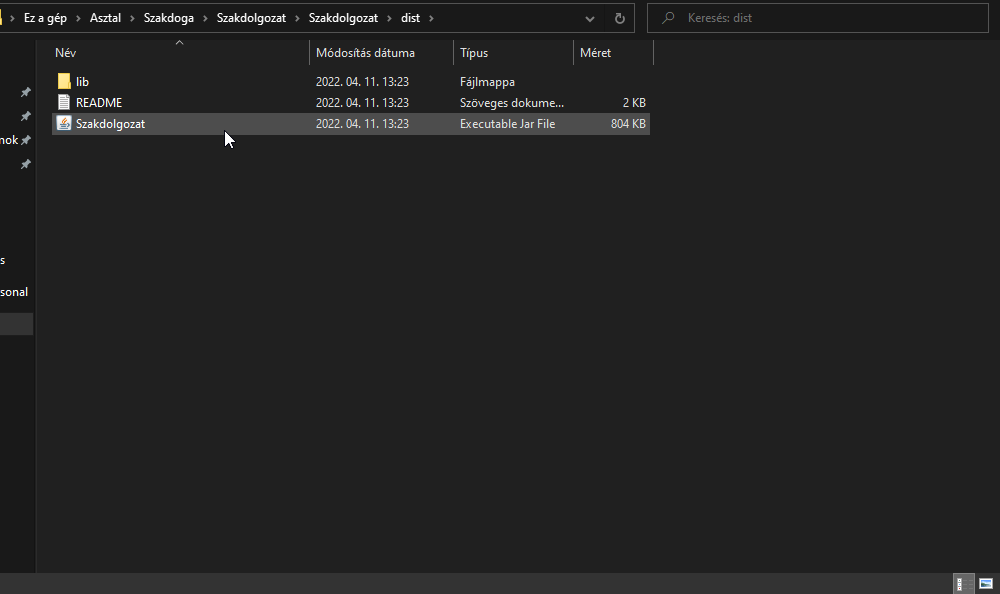 Ez a gép > Asztal > Szakdoga > Szakdolgozat > Szakdolgozat > dist >
Keresés: dist
Név Módosítás dátuma Típus Méret
lib 2022. 04. 11. 13:23 Fájlmappa
README 2022. 04. 11. 13:23 Szöveges dokume... 2 KB
Szakdolgozat 2022. 04. 11. 13:23 Executable Jar File 804 KB
nok
s
sonal